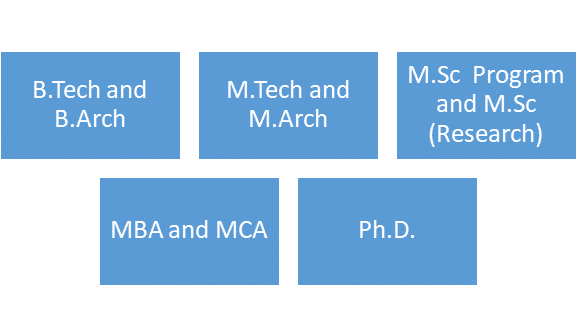 B.Tech and
B.Arch
M.Tech and
M.Arch
M.Sc Program
and M.Sc
(Research)
MBA and MCA
Ph.D.